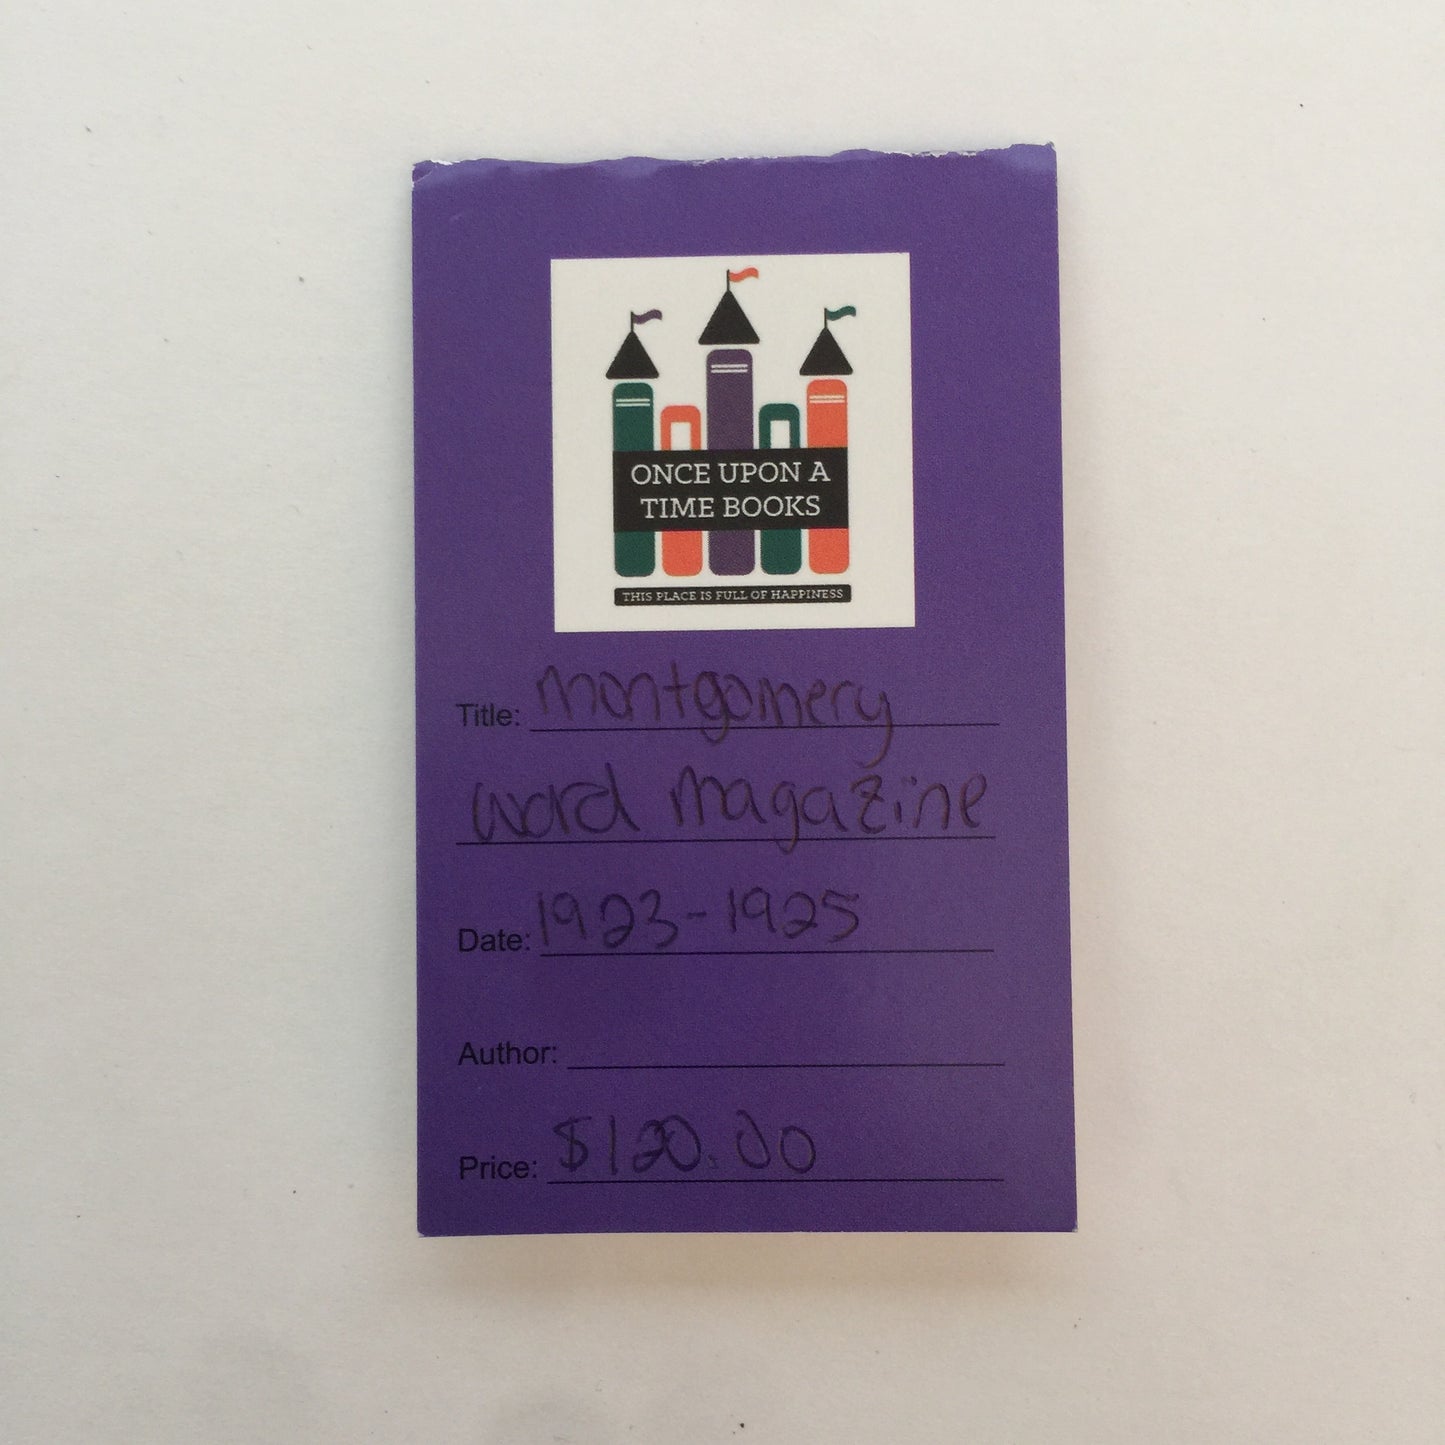 ONCE UPON A
TIME BOOKS
THIS PLACE IS FULL OF HAPPINESS
Title: Montgomery
Ward Magazine
Date: 1923-1925
Author:
Price: $120.00